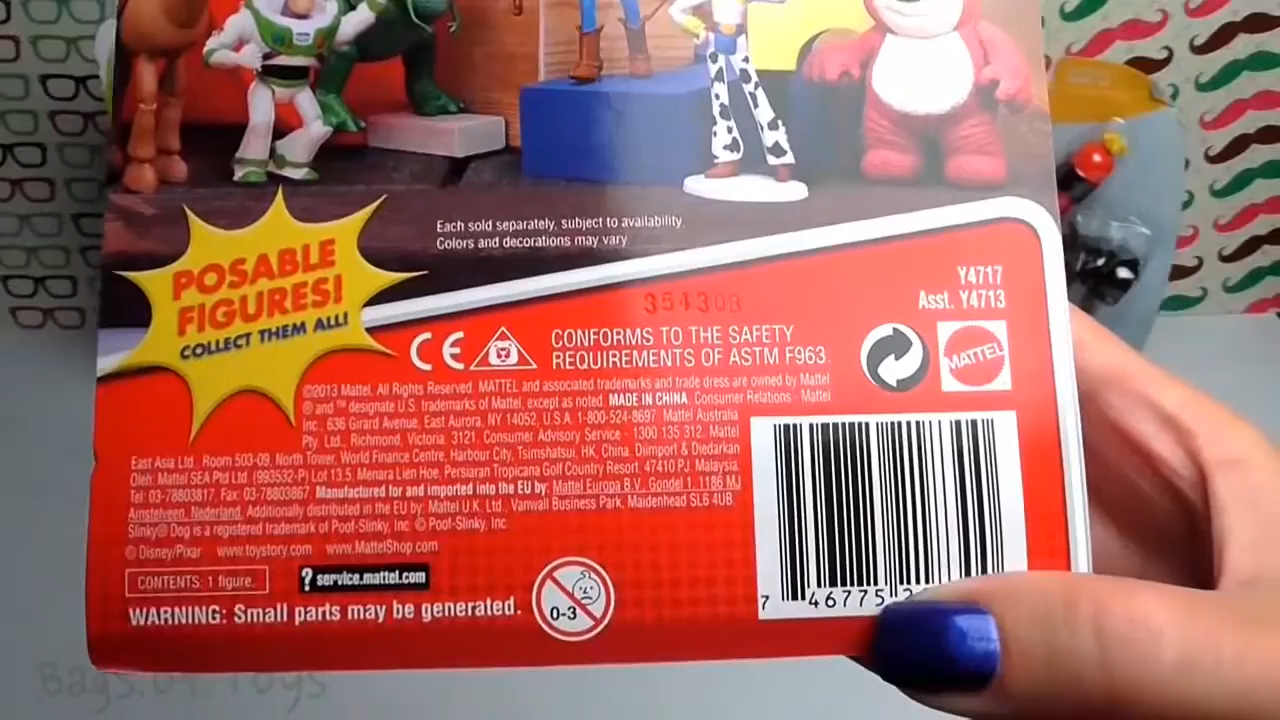 Each sold separately, subject to availability.
Colors and decorations may vary
POSABLE
FIGURES!
COLLECT THEM ALL!
354303
Y4717
Asst. Y4713
CE
CONFORMS TO THE SAFETY
REQUIREMENTS OF ASTM F963.
MATTEL
©2013 Mattel. All Rights Reserved. MATTEL and associated trademarks and trade dress are owned by Mattel
® and ™ designate U.S. trademarks of Mattel, except as noted. MADE IN CHINA. Consumer Relations - Mattel
Inc., 636 Girard Avenue, East Aurora, NY 14052, U.S.A. 1-800-524-8697. Mattel Australia
Pty. Ltd., Richmond, Victoria. 3121. Consumer Advisory Service - 1300 135 312. Mattel
East Asia Ltd., Room 503-09, North Tower, World Finance Centre, Harbour City, Tsimshatsui, HK, China. Diimport & Diedarkan
Oleh: Mattel SEA Ptd Ltd. (993532-P) Lot 13.5, Menara Lien Hoe, Persiaran Tropicana Golf Country Resort, 47410 PJ. Malaysia.
Tel: 03-78803817, Fax: 03-78803867. Manufactured for and imported into the EU by: Mattel Europa B.V., Gondel 1, 1186 MJ
Amstelveen, Nederland. Additionally distributed in the EU by: Mattel U.K. Ltd., Vanwall Business Park, Maidenhead SL6 4UB.
Slinky® Dog is a registered trademark of Poof-Slinky, Inc. © Poof-Slinky, Inc.
© Disney/Pixar www.toystory.com www.MattelShop.com
CONTENTS: 1 figure.
? service.mattel.com
WARNING: Small parts may be generated.
0-3
7 46775
Bags.Of Toys